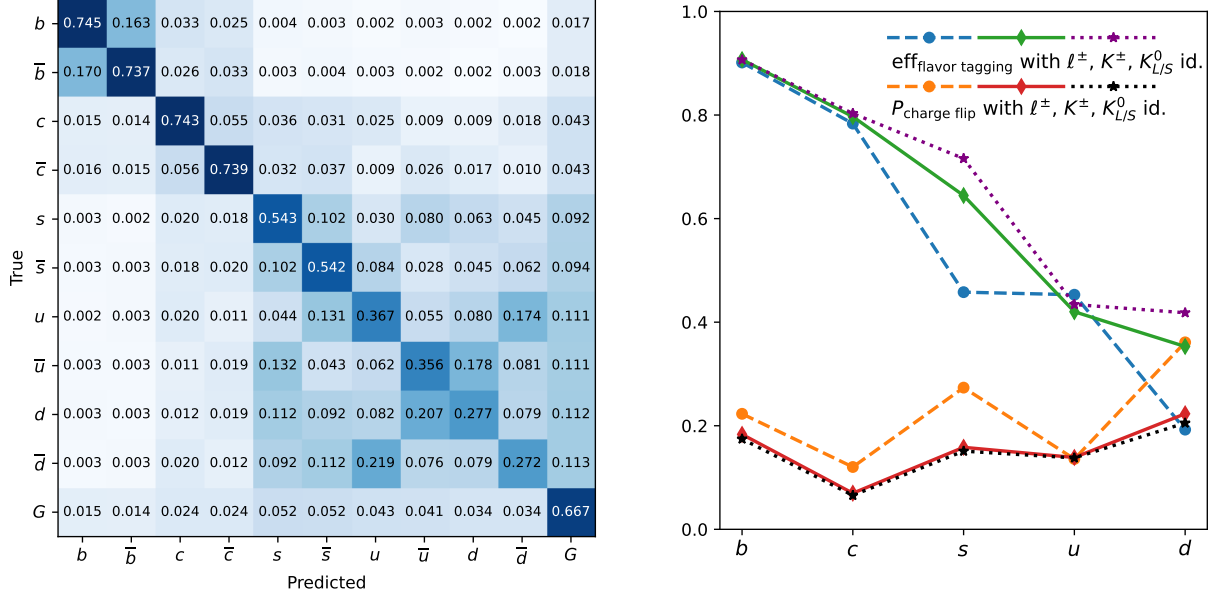 True
b 0.745 0.163 0.033 0.025 0.004 0.003 0.002 0.003 0.002 0.002 0.017
b̅ 0.170 0.737 0.026 0.033 0.003 0.004 0.003 0.002 0.002 0.003 0.018
c 0.015 0.014 0.743 0.055 0.036 0.031 0.025 0.009 0.009 0.018 0.043
c̅ 0.016 0.015 0.056 0.739 0.032 0.037 0.009 0.026 0.017 0.010 0.043
s 0.003 0.002 0.020 0.018 0.543 0.102 0.030 0.080 0.063 0.045 0.092
s̅ 0.003 0.003 0.018 0.020 0.102 0.542 0.084 0.028 0.045 0.062 0.094
u 0.002 0.003 0.020 0.011 0.044 0.131 0.367 0.055 0.080 0.174 0.111
u̅ 0.003 0.003 0.011 0.019 0.132 0.043 0.062 0.356 0.178 0.081 0.111
d 0.003 0.003 0.012 0.019 0.112 0.092 0.082 0.207 0.277 0.079 0.112
d̅ 0.003 0.003 0.020 0.012 0.092 0.112 0.219 0.076 0.079 0.272 0.113
G 0.015 0.014 0.024 0.024 0.052 0.052 0.043 0.041 0.034 0.034 0.667
b b̅ c c̅ s s̅ u u̅ d d̅ G
Predicted
1.0
0.8
0.6
0.4
0.2
0.0
eff_flavor tagging with ℓ±, K±, K⁰_L/S id.
P_charge flip with ℓ±, K±, K⁰_L/S id.
b c s u d